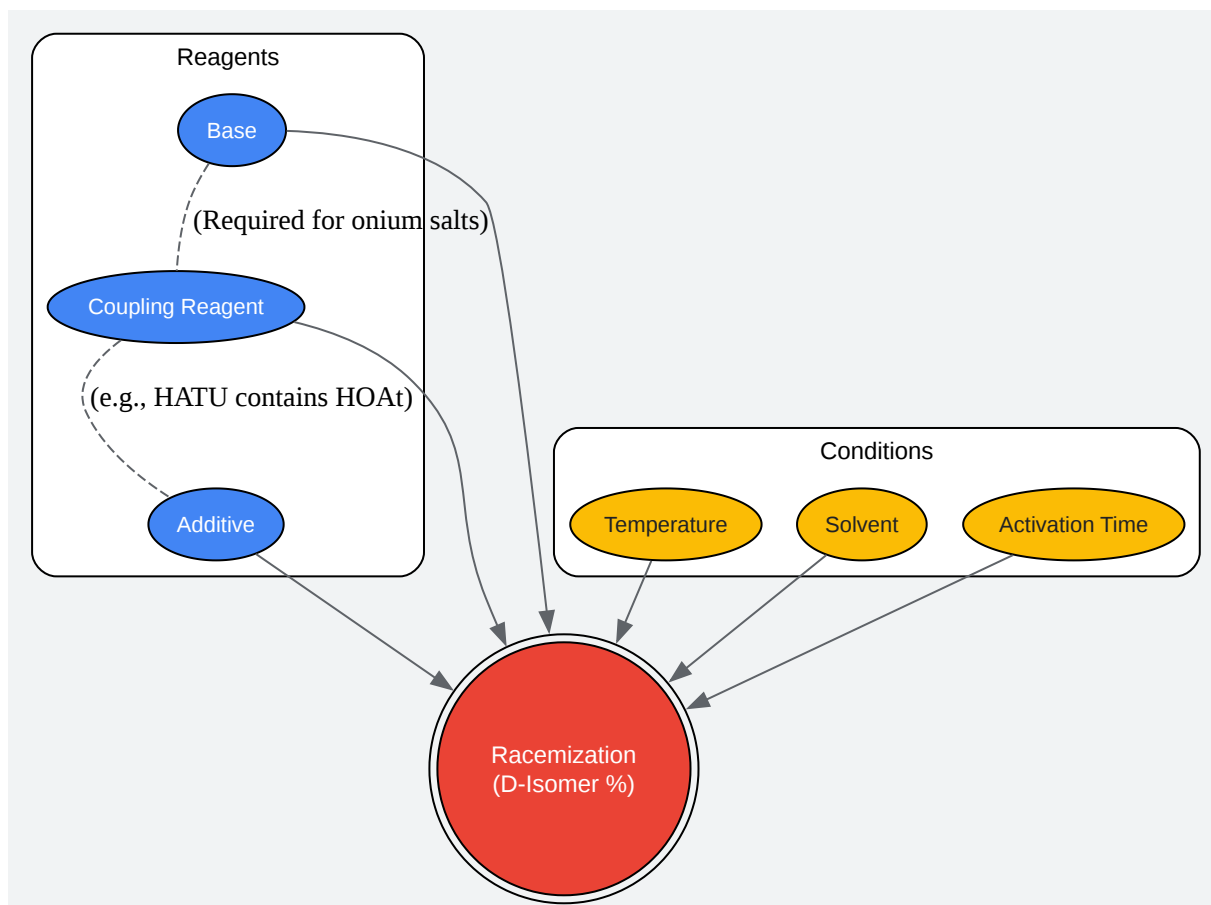 Reagents
Base
(Required for onium salts)
Coupling Reagent
(e.g., HATU contains HOAt)
Additive
Conditions
Temperature
Solvent
Activation Time
Racemization
(D-Isomer %)